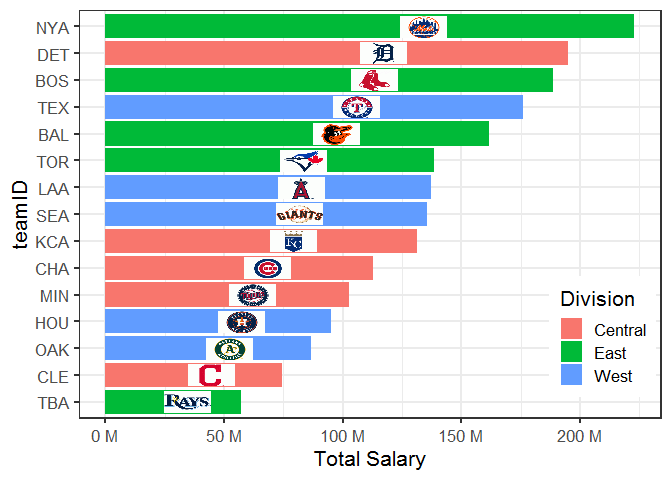 NYA
DET
BOS
TEX
BAL
TOR
LAA
SEA
GIANTS
KCA
KC
CHA
MIN
HOU
OAK
CLE
TBA
RAYS
teamID
Division
Central
East
West
0 M
50 M
100 M
150 M
200 M
Total Salary